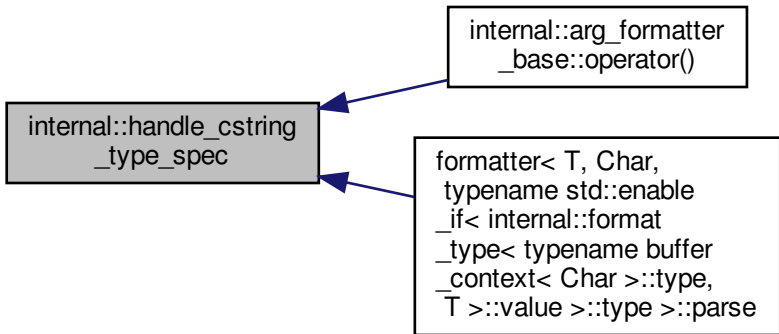 internal::arg_formatter
_base::operator()
internal::handle_cstring
_type_spec
formatter< T, Char,
typename std::enable
_if< internal::format
_type< typename buffer
_context< Char >::type,
T >::value >::type >::parse